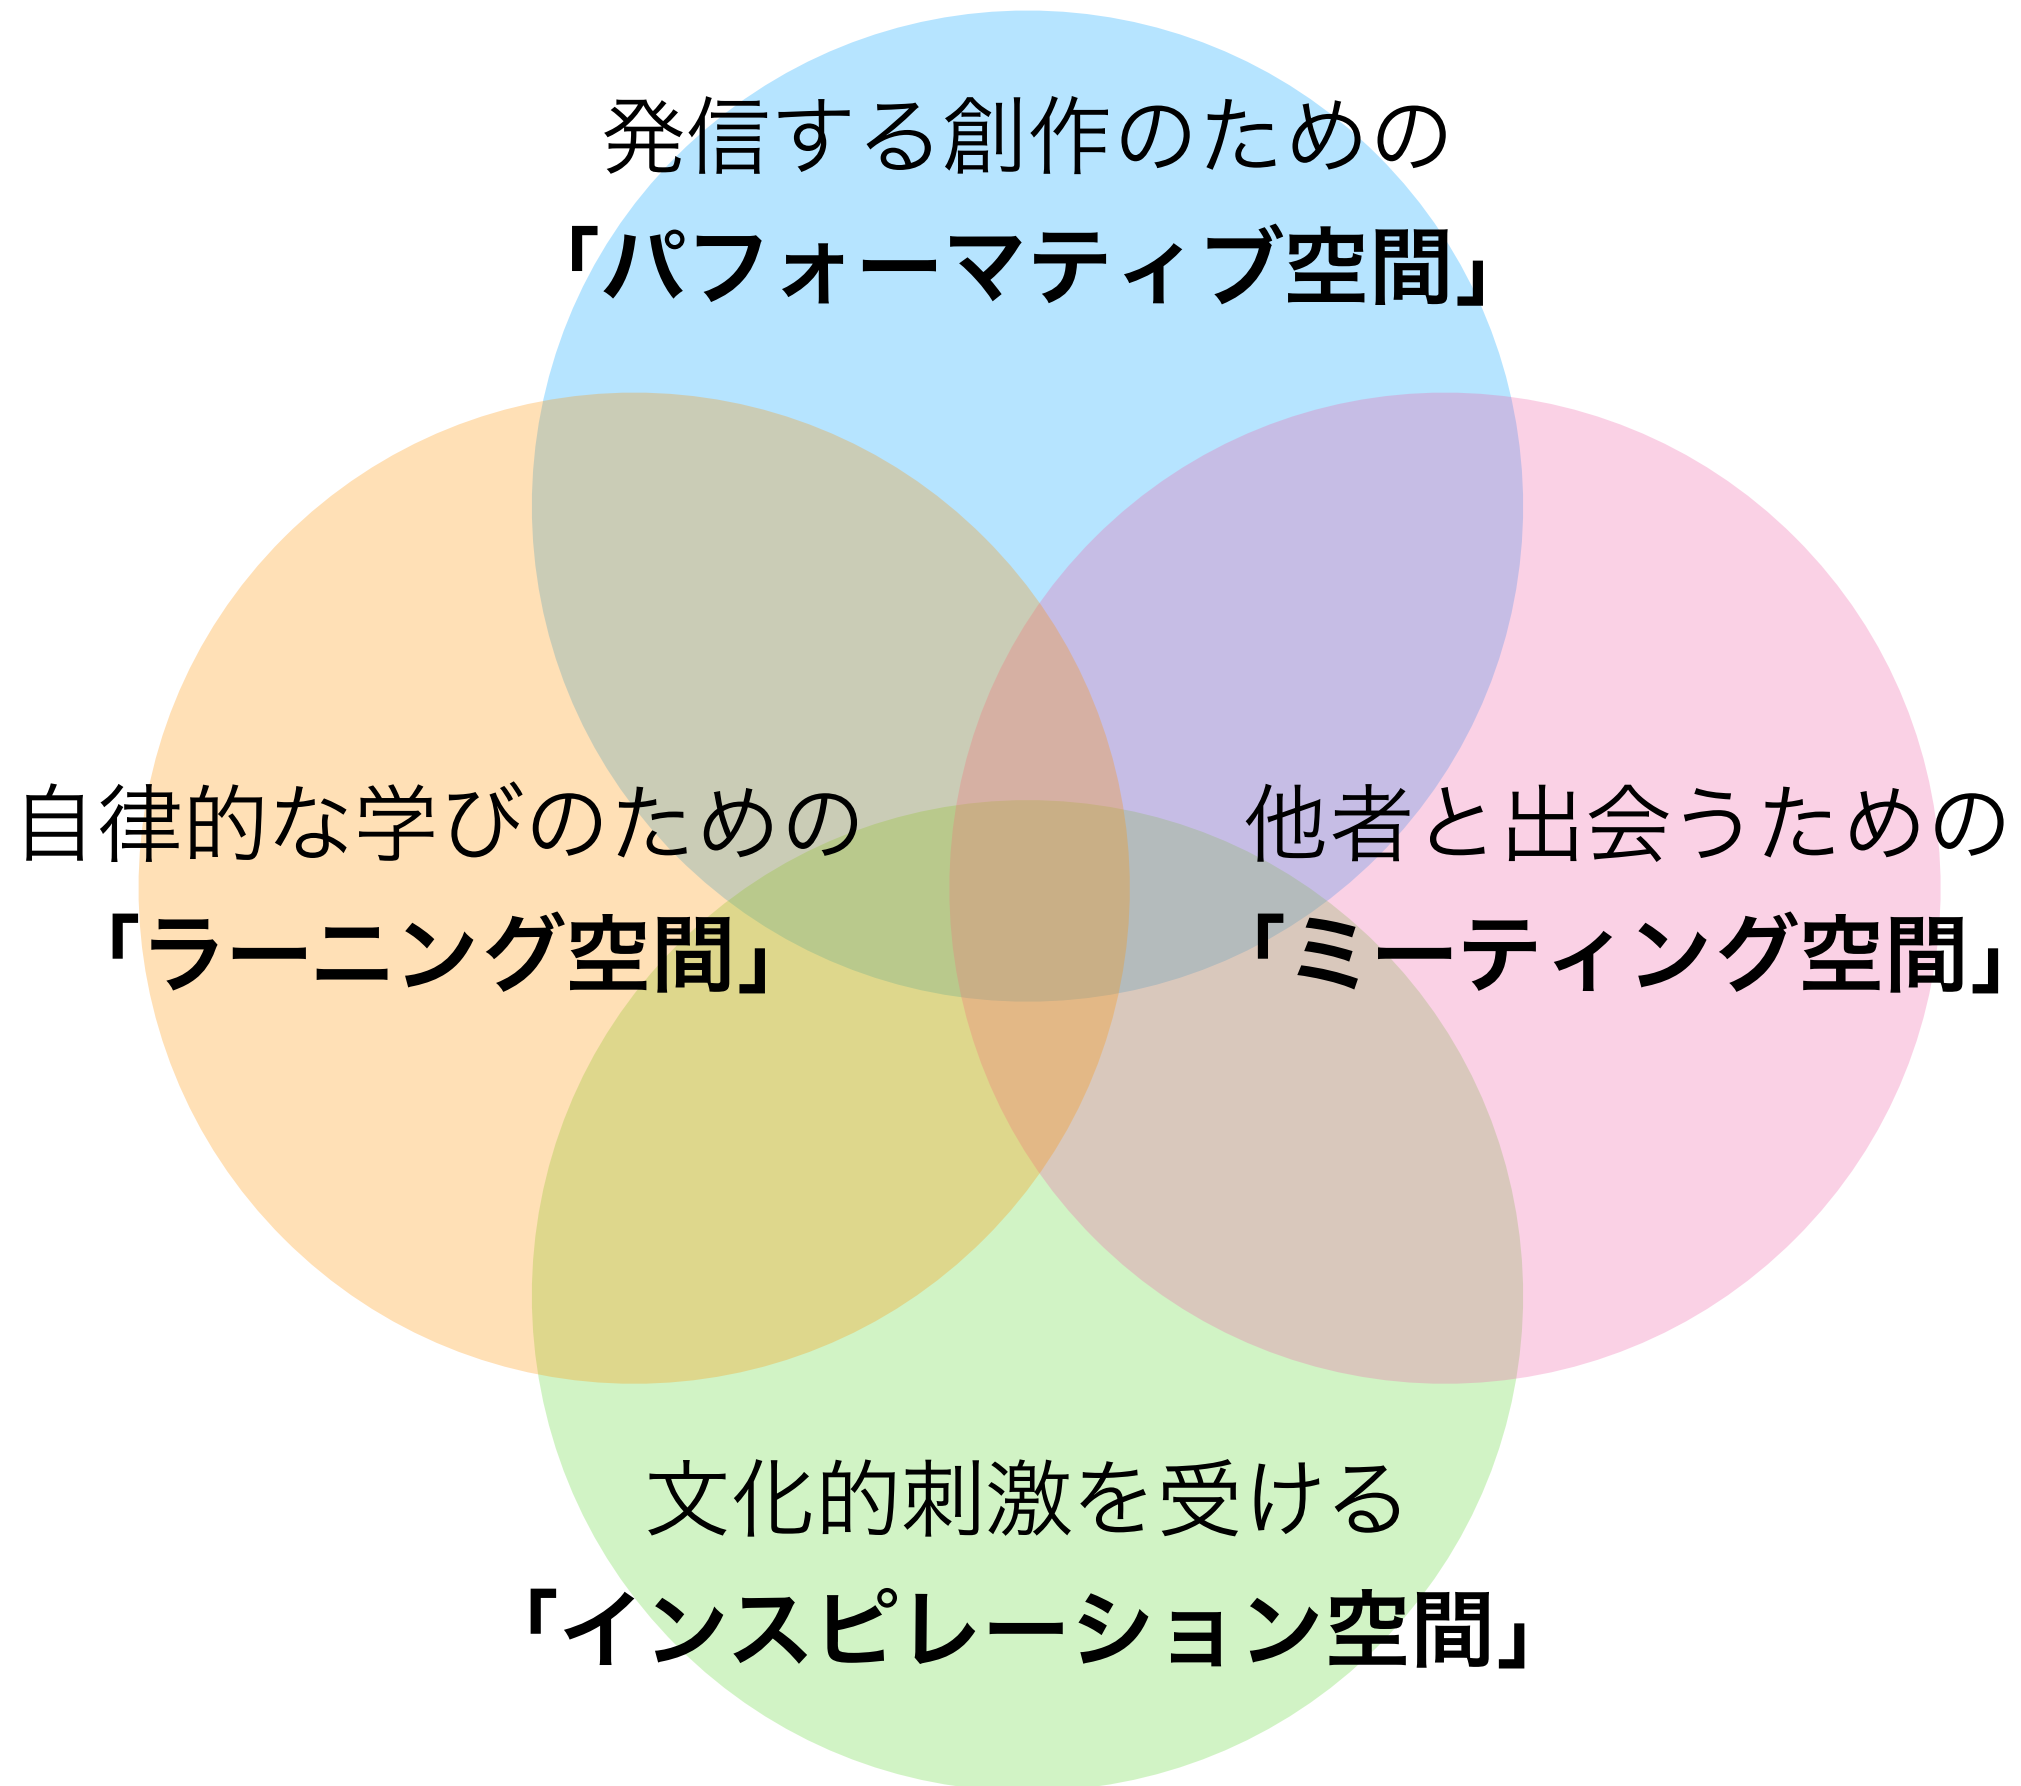 発信する創作のための
「パフォーマティブ空間」
自律的な学びのための
「ラーニング空間」
他者と出会うための
「ミーティング空間」
文化的刺激を受ける
「インスピレーション空間」